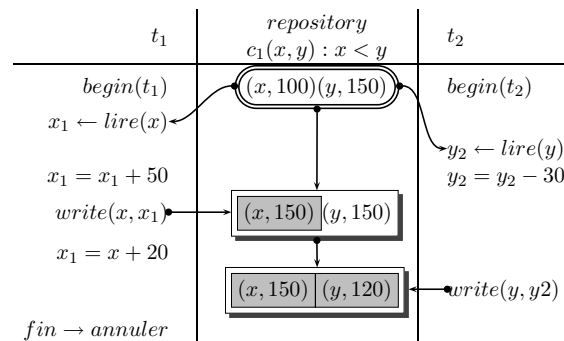 t₁ repository t₂
c₁(x, y) : x < y
begin(t₁) (x, 100)(y, 150) begin(t₂)
x₁ ← lire(x)
y₂ ← lire(y)
x₁ = x₁ + 50 y₂ = y₂ − 30
write(x, x₁) (x, 150) (y, 150)
x₁ = x + 20
(x, 150) (y, 120) write(y, y2)
fin → annuler